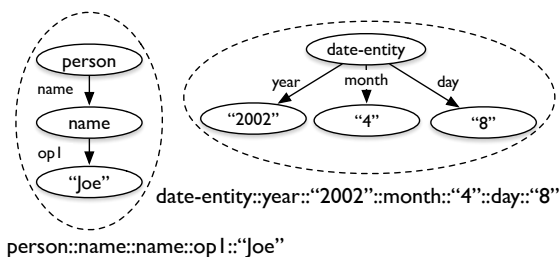 person
name
name
op1
“Joe”
person::name::name::op1::“Joe”
date-entity
year
month
day
“2002”
“4”
“8”
date-entity::year::“2002”::month::“4”::day::“8”